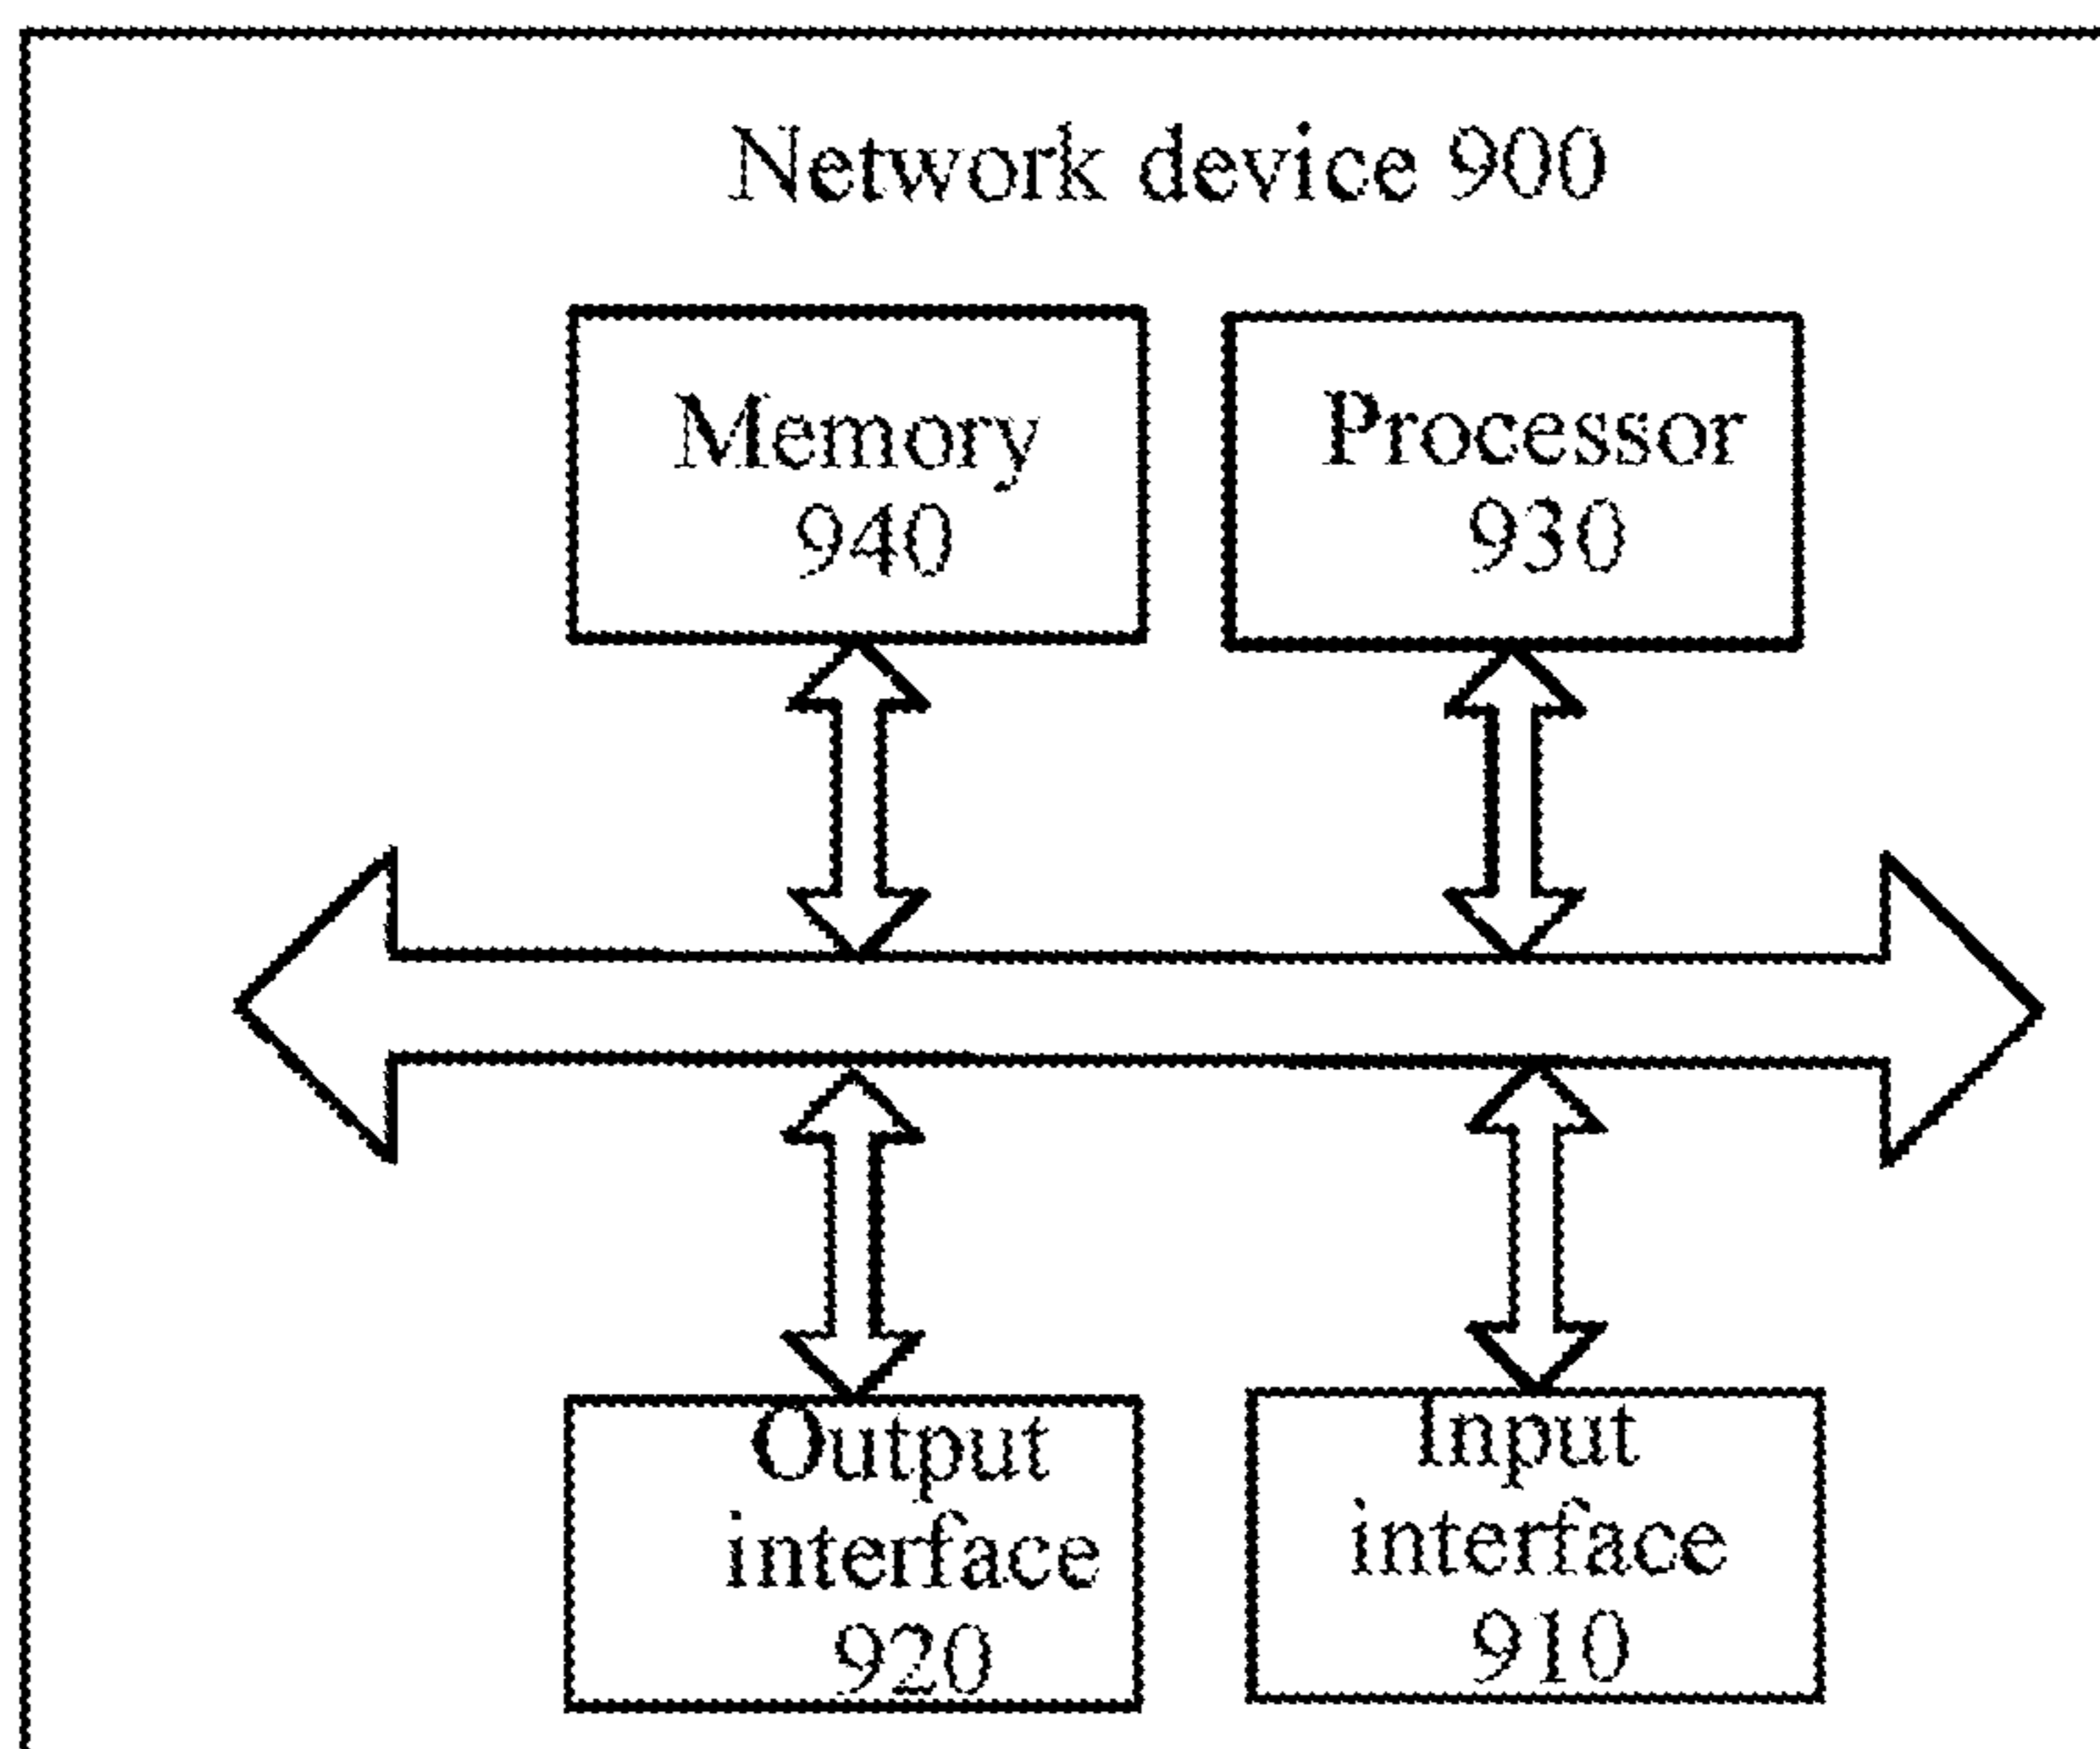 Network device 900
Memory
940
Processor
930
Output
interface
920
Input
interface
910